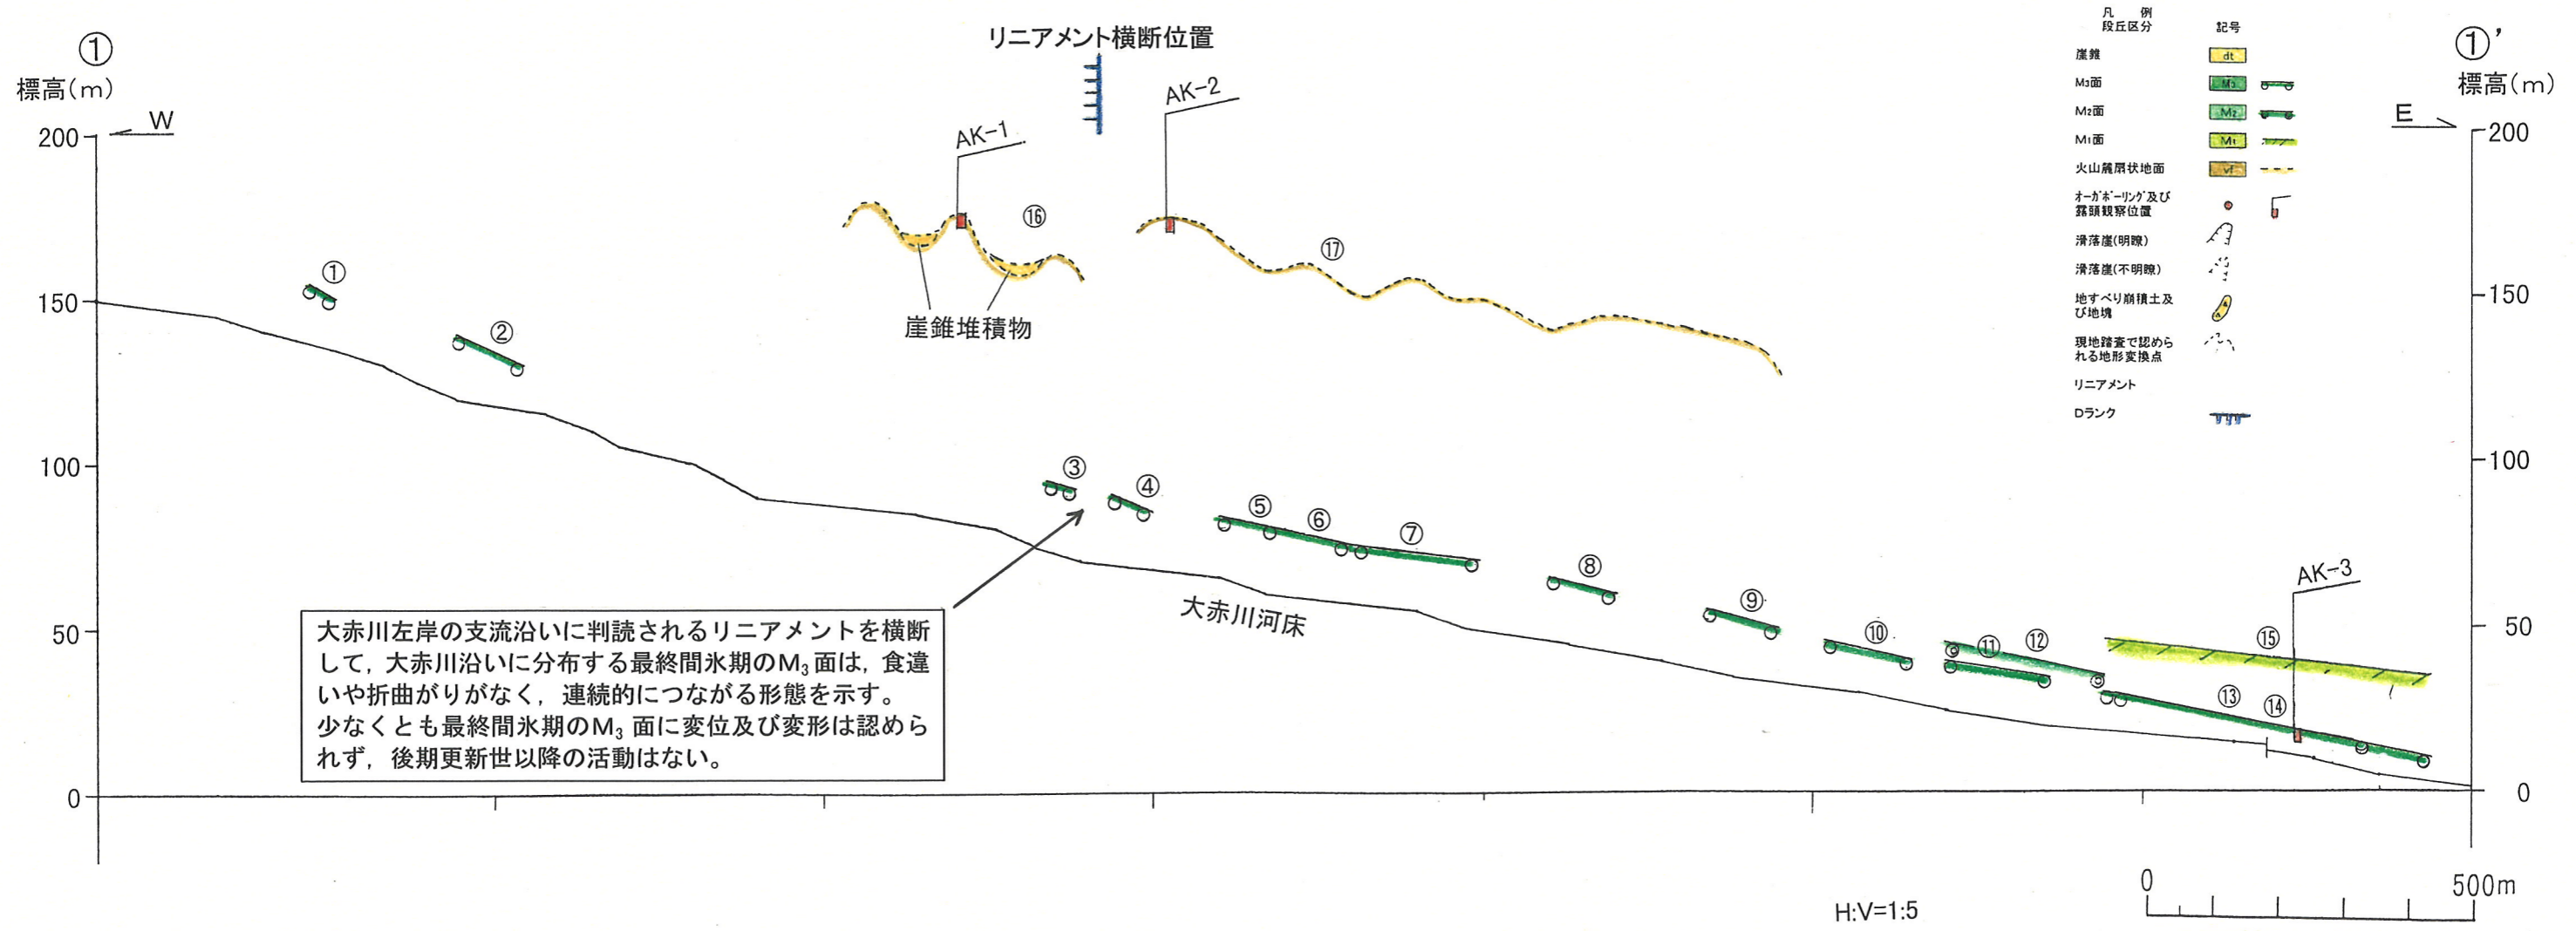 ①
標高(m)
W
200
150
100
50
0
リニアメント横断位置
AK-1
AK-2
⑯
⑰
崖錐堆積物
①
②
③
④
⑤
⑥
⑦
⑧
⑨
⑩
⑪
⑫
⑬
⑭
⑮
AK-3
大赤川河床
大赤川左岸の支流沿いに判読されるリニアメントを横断
して,大赤川沿いに分布する最終間氷期のM₃面は,食違
いや折曲がりがなく,連続的につながる形態を示す。
少なくとも最終間氷期のM₃面に変位及び変形は認めら
れず,後期更新世以降の活動はない。
凡 例
段丘区分 記号
崖錐 dt
M₃面 M₃
M₂面 M₂
M₁面 M₁
火山麓扇状地面 vf
オーガボーリング及び
露頭観察位置
滑落崖(明瞭)
滑落崖(不明瞭)
地すべり崩積土及
び地塊
現地踏査で認めら
れる地形変換点
リニアメント
Dランク
①’
標高(m)
E
200
150
100
50
0
H:V=1:5
0 500m